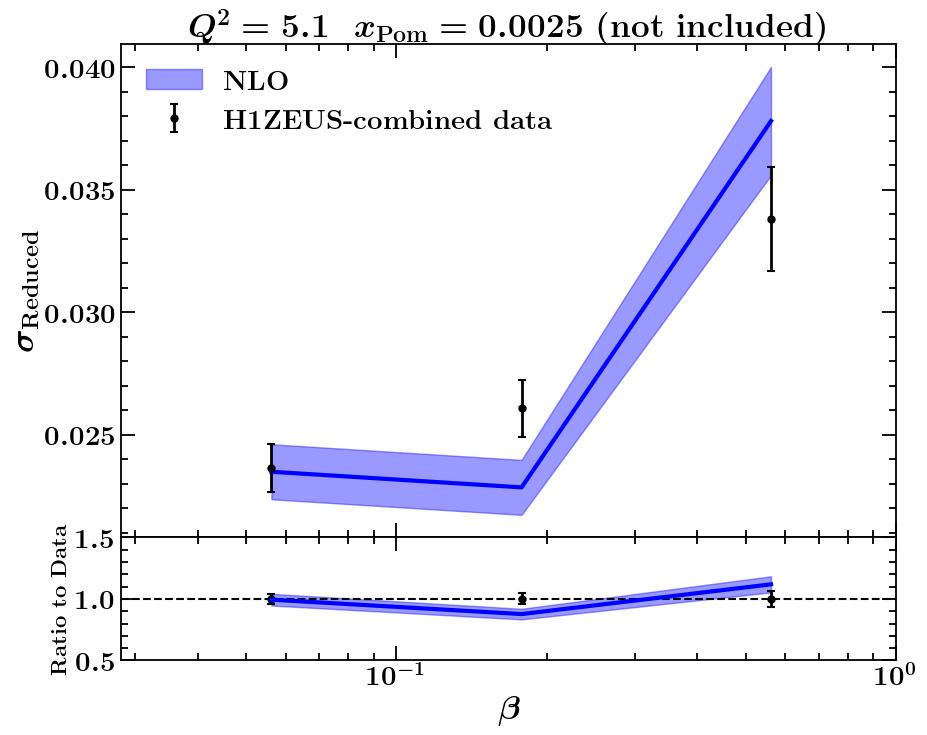 Q² = 5.1 x_Pom = 0.0025 (not included)
NLO
H1ZEUS-combined data
0.040
0.035
0.030
0.025
σ_Reduced
1.5
1.0
0.5
Ratio to Data
10⁻¹
10⁰
β